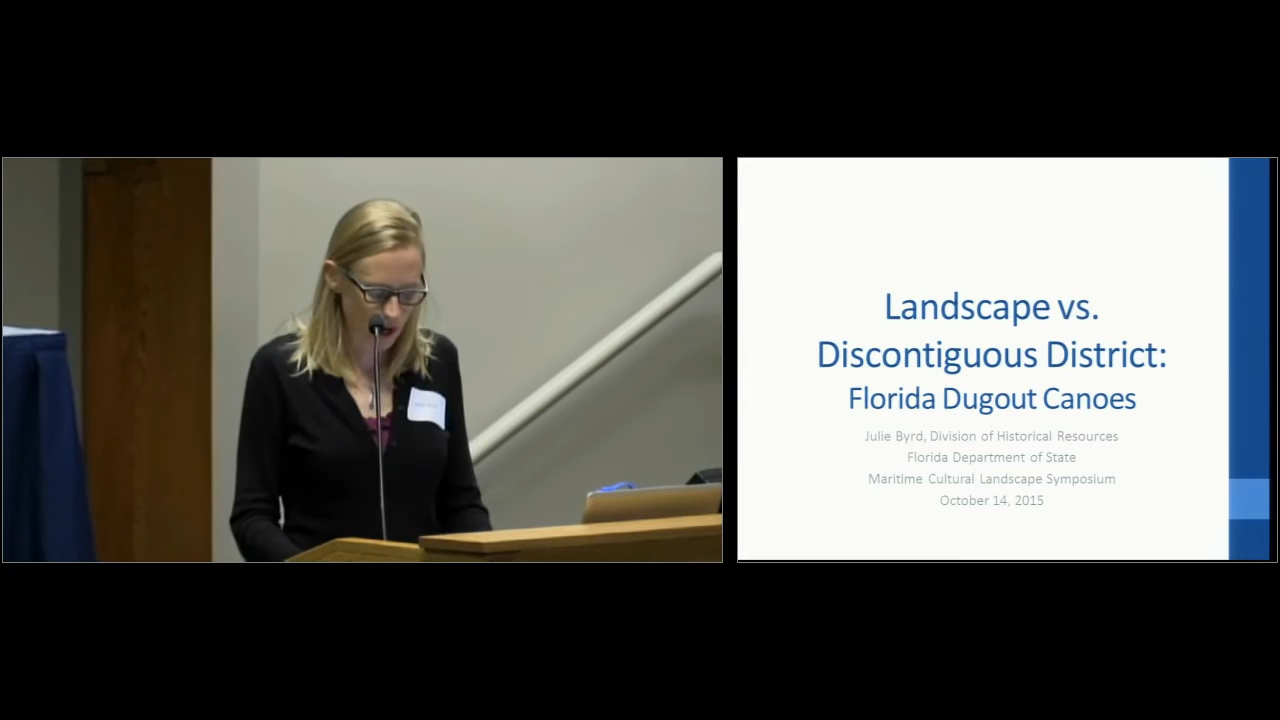 Landscape vs.
Discontiguous District:
Florida Dugout Canoes
Julie Byrd, Division of Historical Resources
Florida Department of State
Maritime Cultural Landscape Symposium
October 14, 2015